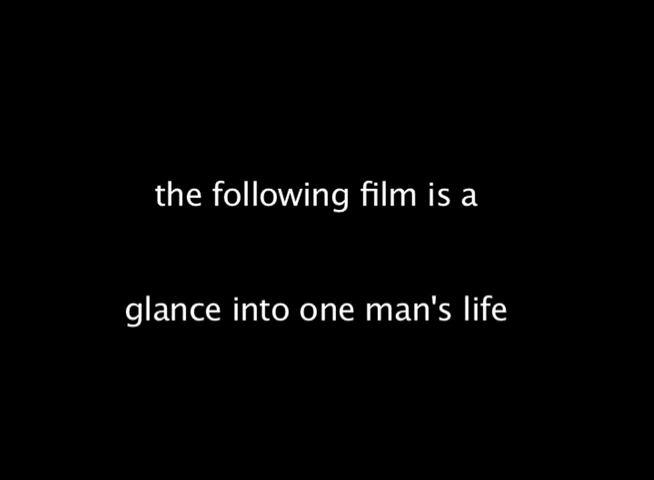 the following film is a
glance into one man's life